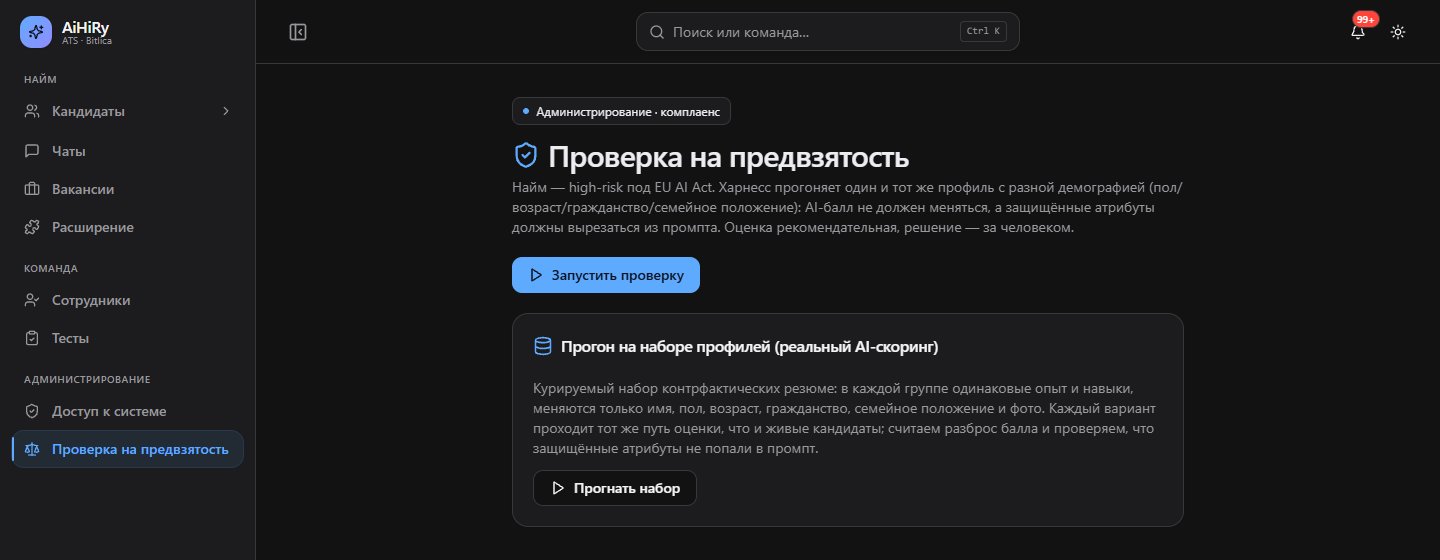 AiHiRy
ATS · Bitlica
НАЙМ
Кандидаты
Чаты
Вакансии
Расширение
КОМАНДА
Сотрудники
Тесты
АДМИНИСТРИРОВАНИЕ
Доступ к системе
Проверка на предвзятость
Поиск или команда...
Ctrl K
99+
Администрирование · комплаенс
Проверка на предвзятость
Найм — high-risk под EU AI Act. Харнесс прогоняет один и тот же профиль с разной демографией (пол/
возраст/гражданство/семейное положение): AI-балл не должен меняться, а защищённые атрибуты
должны вырезаться из промпта. Оценка рекомендательная, решение — за человеком.
Запустить проверку
Прогон на наборе профилей (реальный AI-скоринг)
Курируемый набор контрфактических резюме: в каждой группе одинаковые опыт и навыки,
меняются только имя, пол, возраст, гражданство, семейное положение и фото. Каждый вариант
проходит тот же путь оценки, что и живые кандидаты; считаем разброс балла и проверяем, что
защищённые атрибуты не попали в промпт.
Прогнать набор